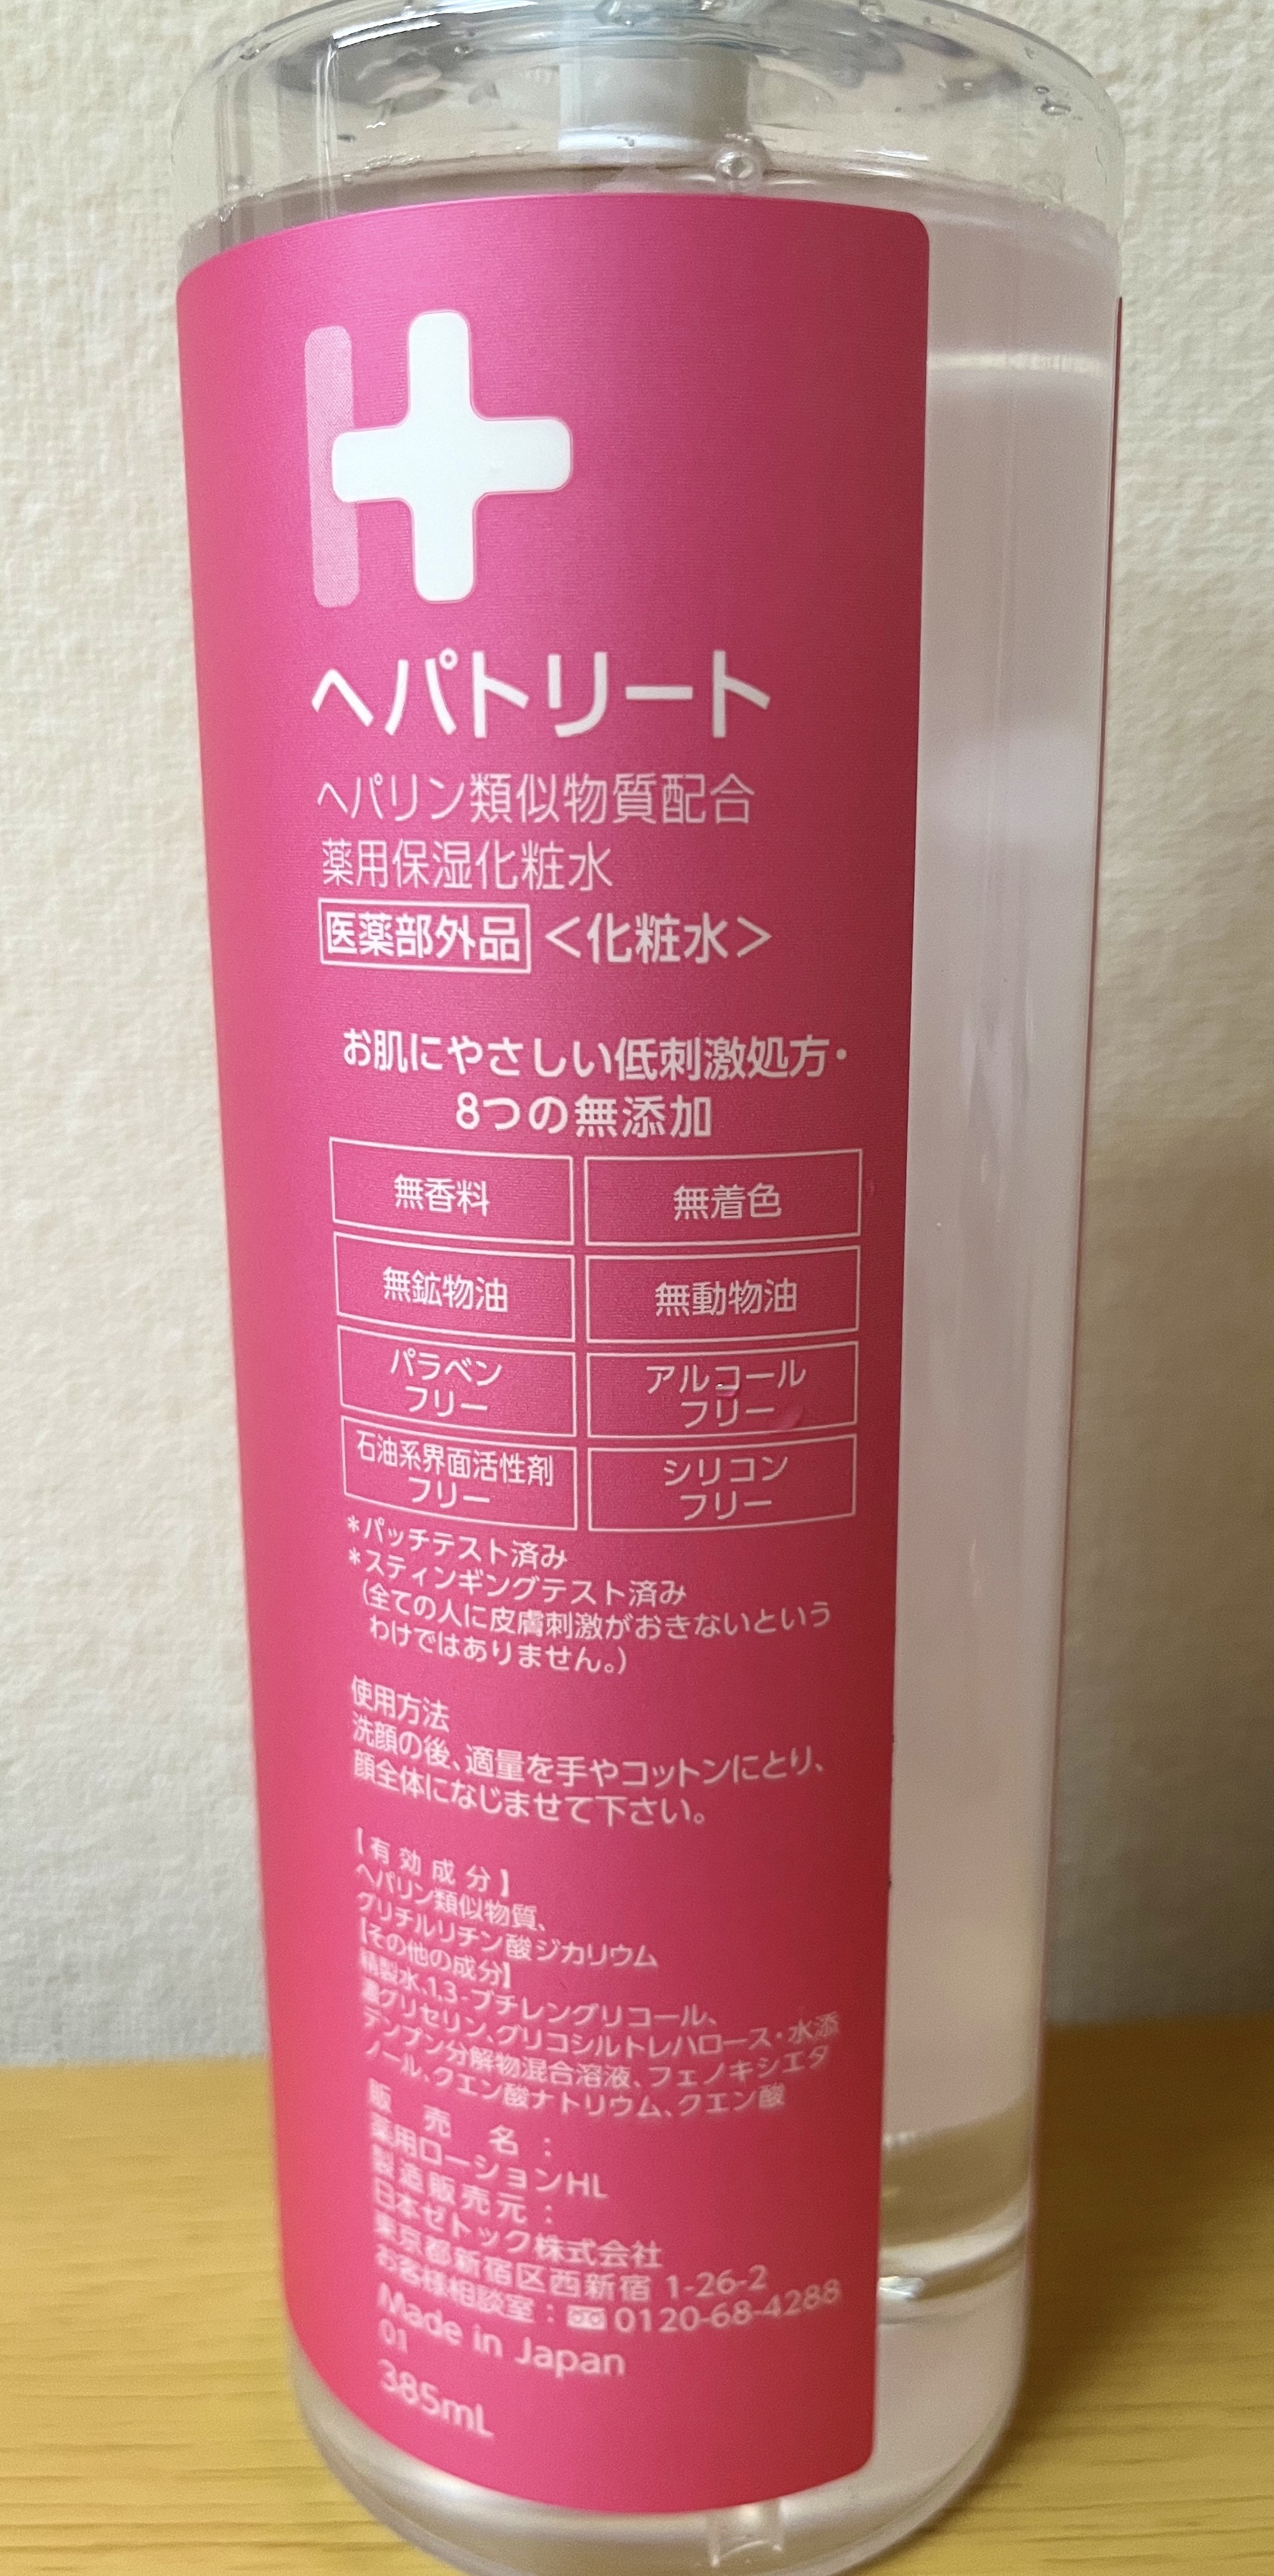 ヘパトリート
ヘパリン類似物質配合
薬用保湿化粧水
医薬部外品 <化粧水>
お肌にやさしい低刺激処方・
8つの無添加
無香料 無着色
無鉱物油 無動物油
パラベン
フリー
アルコール
フリー
石油系界面活性剤
フリー
シリコン
フリー
*パッチテスト済み
*スティンギングテスト済み
(全ての人に皮膚刺激がおきないという
わけではありません。)
使用方法
洗顔の後、適量を手やコットンにとり、
顔全体になじませて下さい。
【有効成分】
ヘパリン類似物質、
グリチルリチン酸ジカリウム
【その他の成分】
精製水、1,3-ブチレングリコール、
濃グリセリン、グリコシルトレハロース・水添
デンプン分解物混合溶液、フェノキシエタ
ノール、クエン酸ナトリウム、クエン酸
販売名:
薬用ローションHL
製造販売元:
日本ゼトック株式会社
東京都新宿区西新宿 1-26-2
お客様相談室: 0120-68-4288
Made in Japan
01
385mL